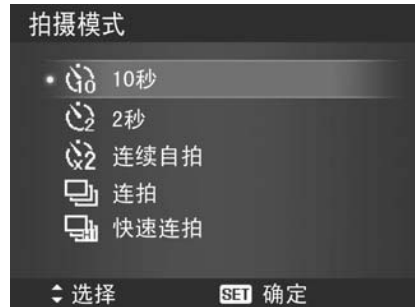 拍摄模式
10秒
2秒
连续自拍
连拍
快速连拍
选择 SET 确定